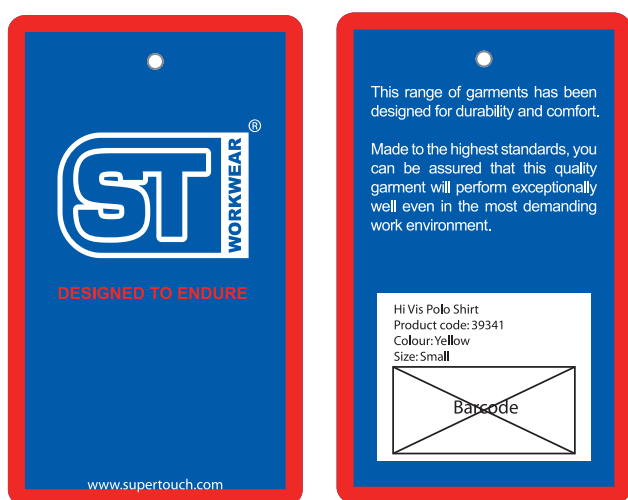 ®
ST
WORKWEAR
DESIGNED TO ENDURE
www.supertouch.com
This range of garments has been
designed for durability and comfort.
Made to the highest standards, you
can be assured that this quality
garment will perform exceptionally
well even in the most demanding
work environment.
Hi Vis Polo Shirt
Product code: 39341
Colour: Yellow
Size: Small
Barcode